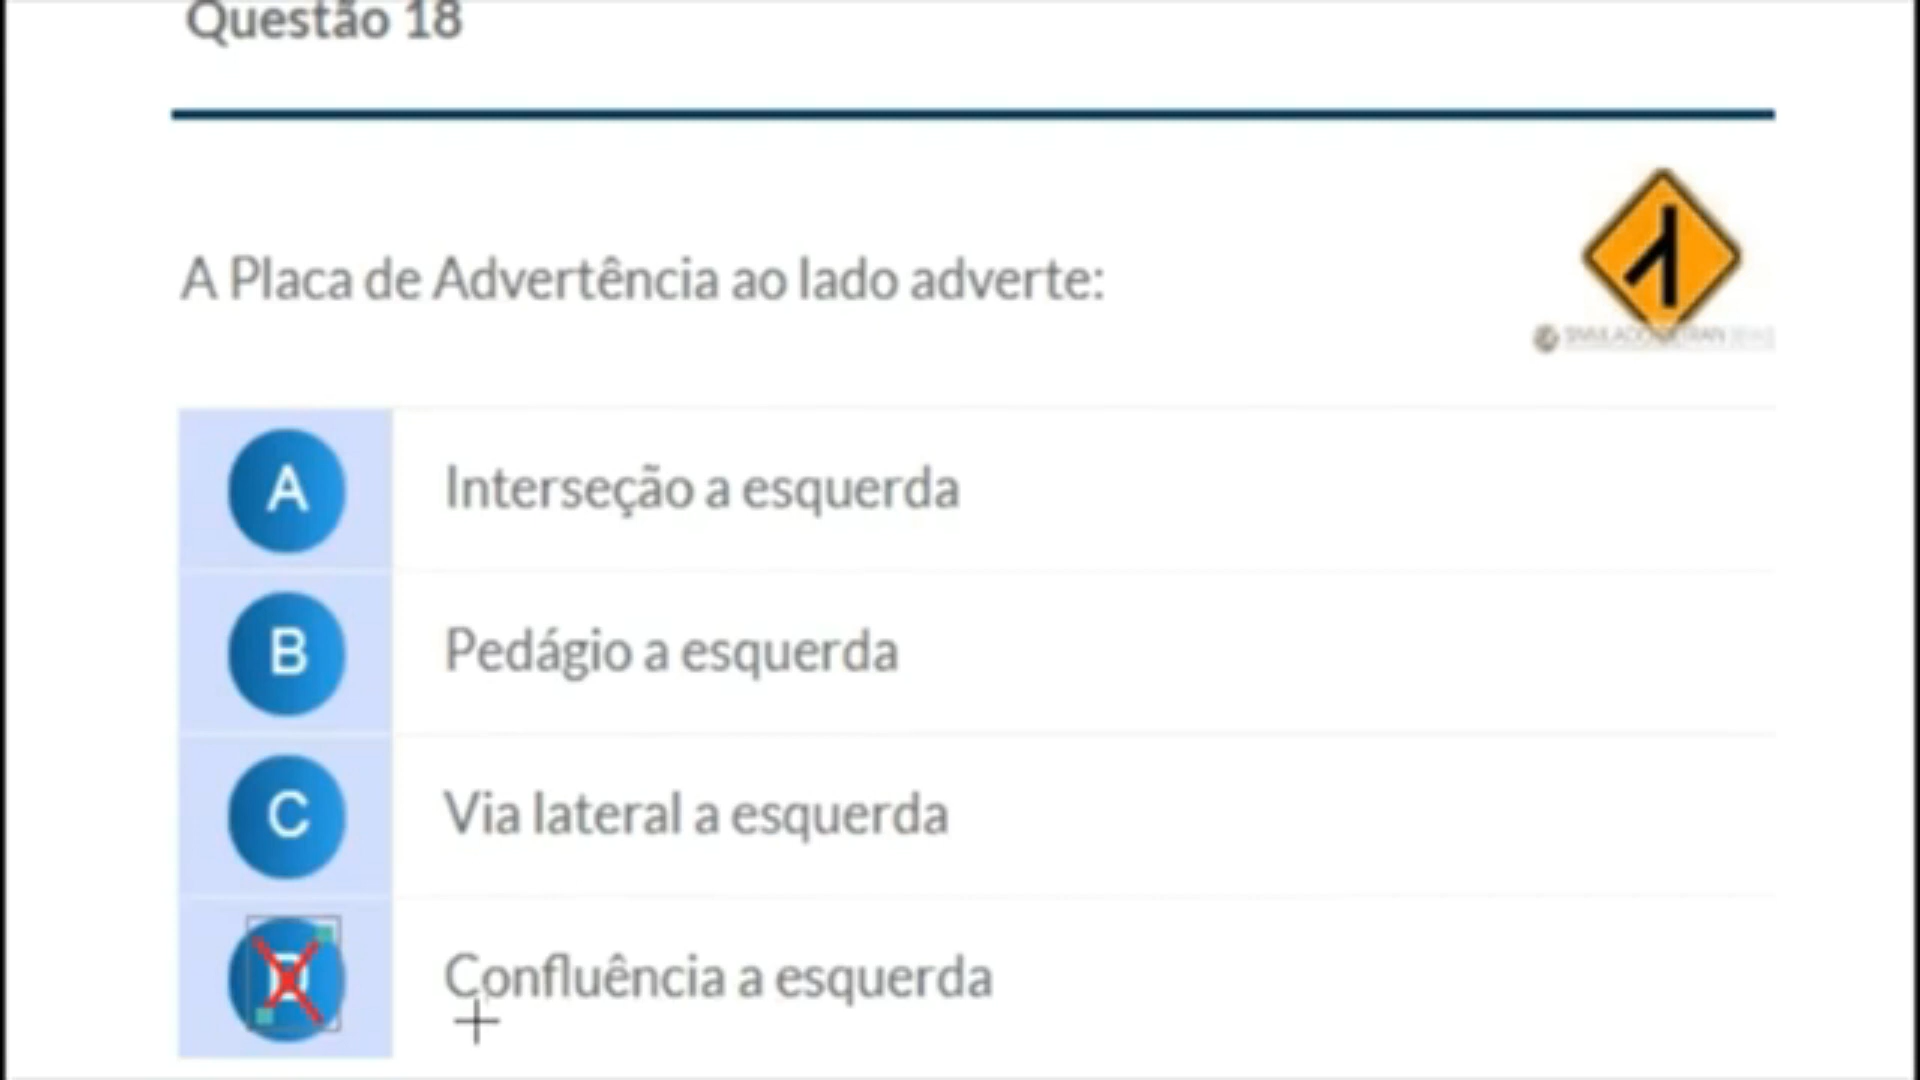 Questão 18
A Placa de Advertência ao lado adverte:
A
Interseção a esquerda
B
Pedágio a esquerda
C
Via lateral a esquerda
D
Confluência a esquerda